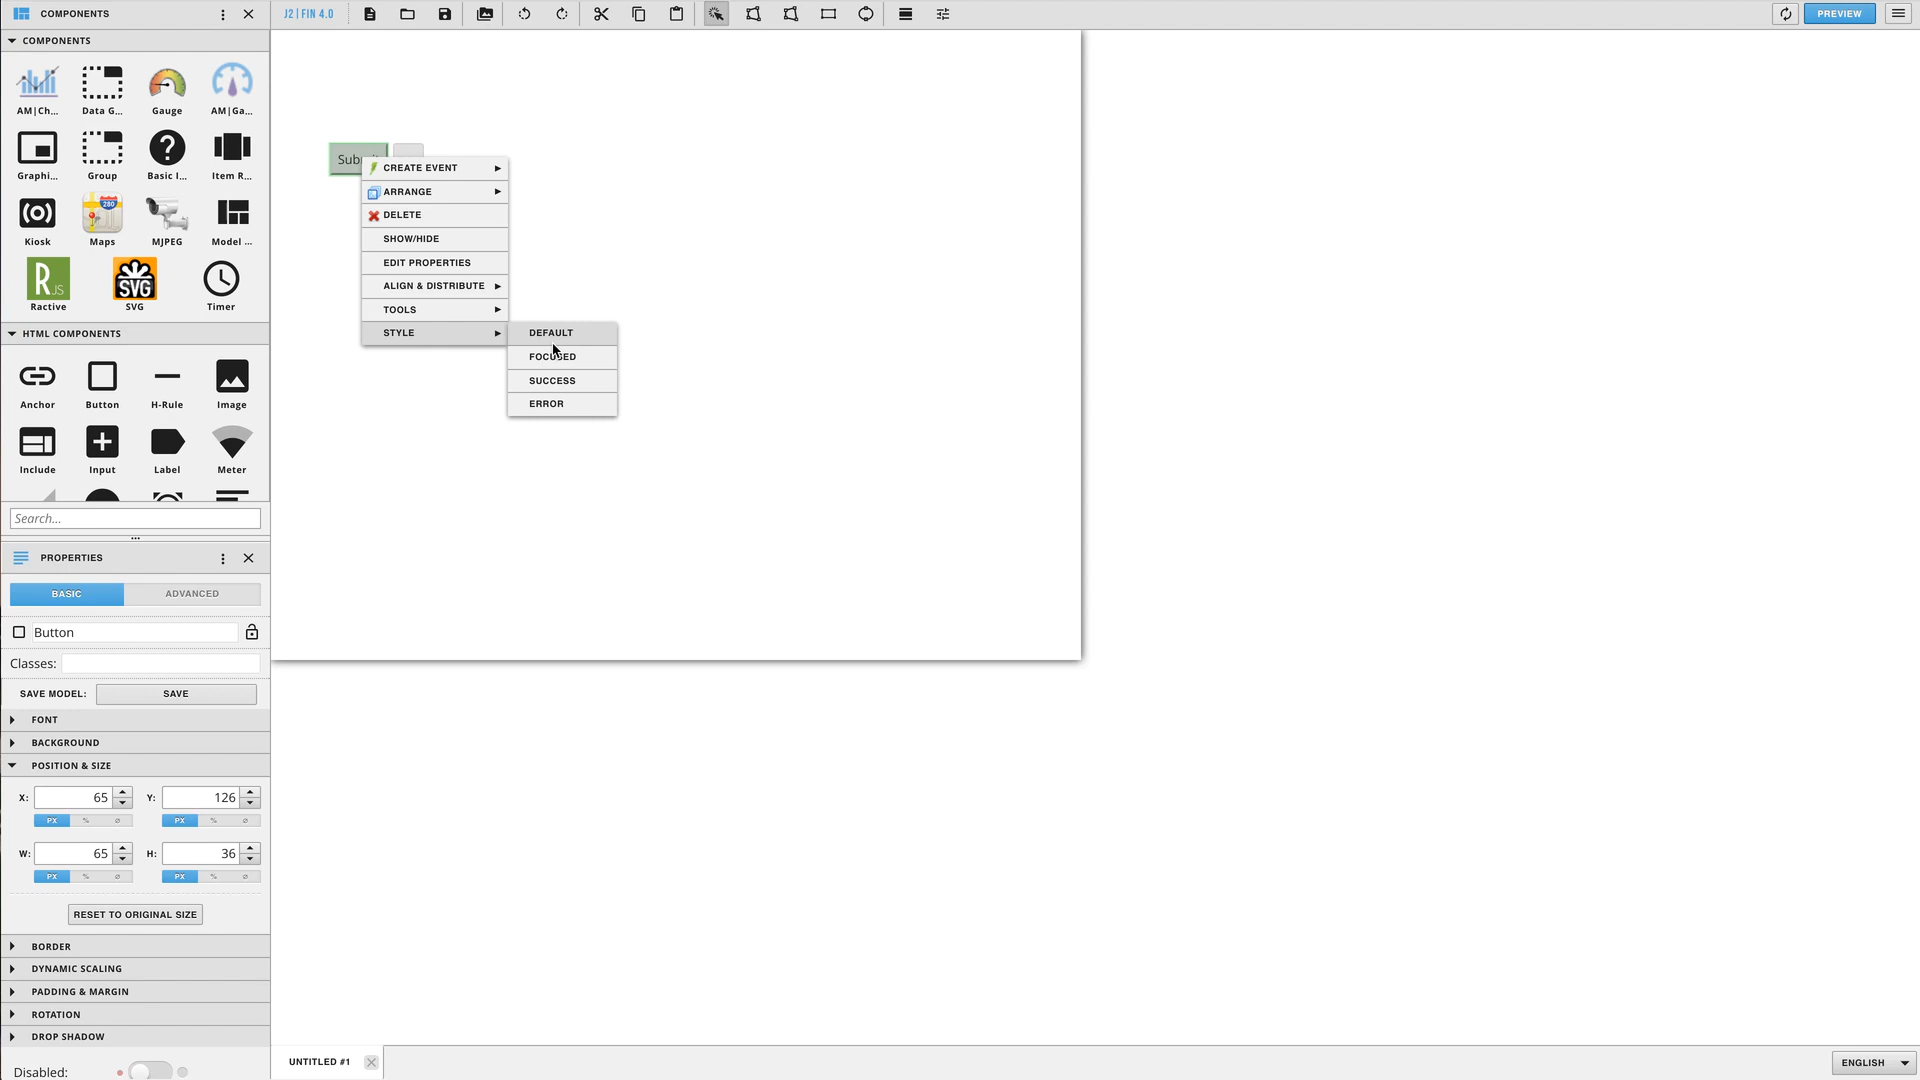 COMPONENTS
J2 | FIN 4.0
PREVIEW
COMPONENTS
AM|Ch...
Data G...
Gauge
AM|Ga...
Graphi...
Group
Basic I...
Item R...
Kiosk
Maps
MJPEG
Model ...
Ractive
SVG
Timer
HTML COMPONENTS
Anchor
Button
H-Rule
Image
Include
Input
Label
Meter
Search...
PROPERTIES
BASIC
ADVANCED
Button
Classes:
SAVE MODEL:
SAVE
FONT
BACKGROUND
POSITION & SIZE
X:
65
Y:
126
PX
%
ø
PX
%
ø
W:
65
H:
36
PX
%
ø
PX
%
ø
RESET TO ORIGINAL SIZE
BORDER
DYNAMIC SCALING
PADDING & MARGIN
ROTATION
DROP SHADOW
Disabled:
CREATE EVENT
ARRANGE
DELETE
SHOW/HIDE
EDIT PROPERTIES
ALIGN & DISTRIBUTE
TOOLS
STYLE
DEFAULT
FOCUSED
SUCCESS
ERROR
UNTITLED #1
ENGLISH